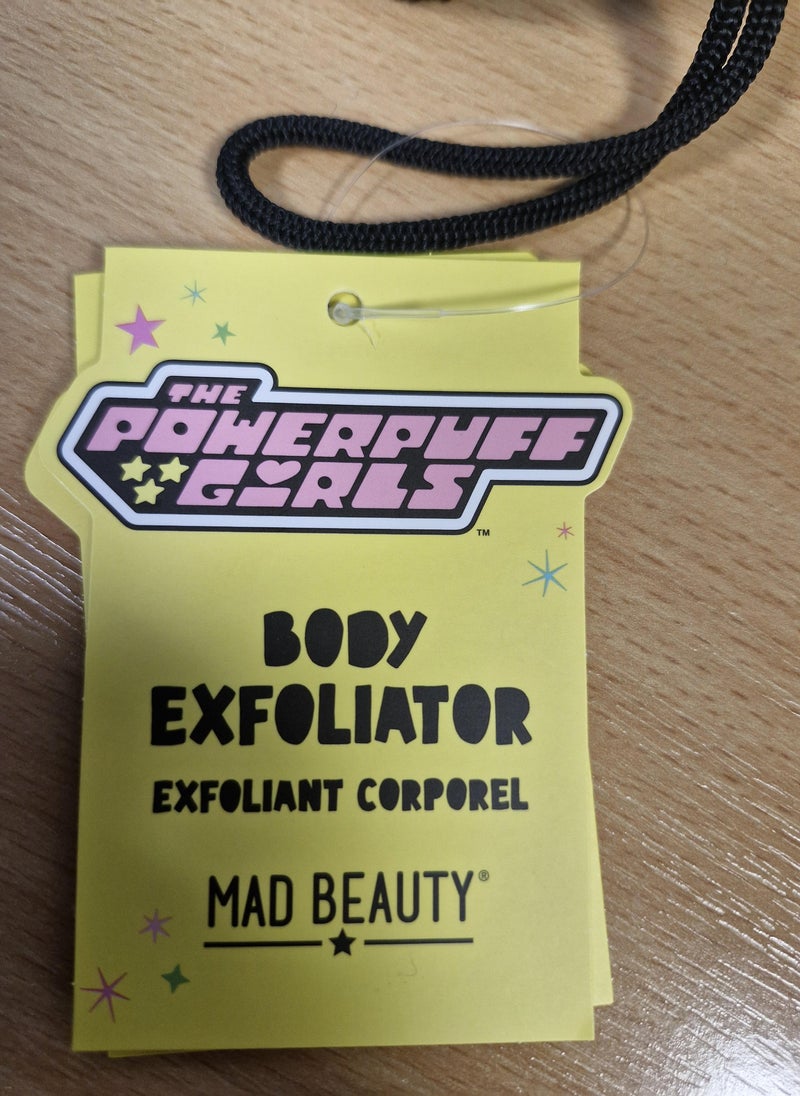 THE
POWERPUFF
GIRLS
™
BODY
EXFOLIATOR
EXFOLIANT CORPOREL
MAD BEAUTY®